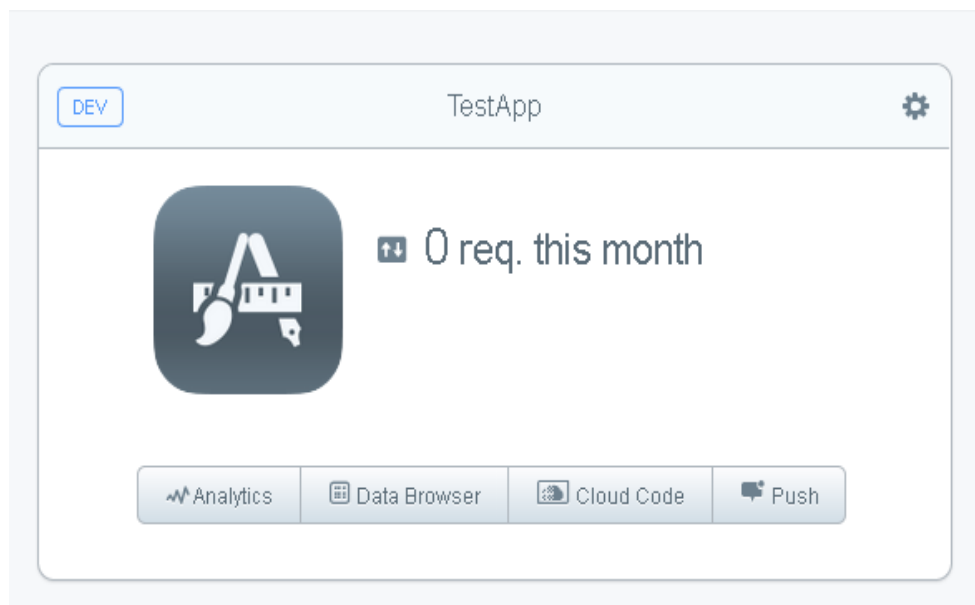 DEV TestApp
0 req. this month
Analytics Data Browser Cloud Code Push